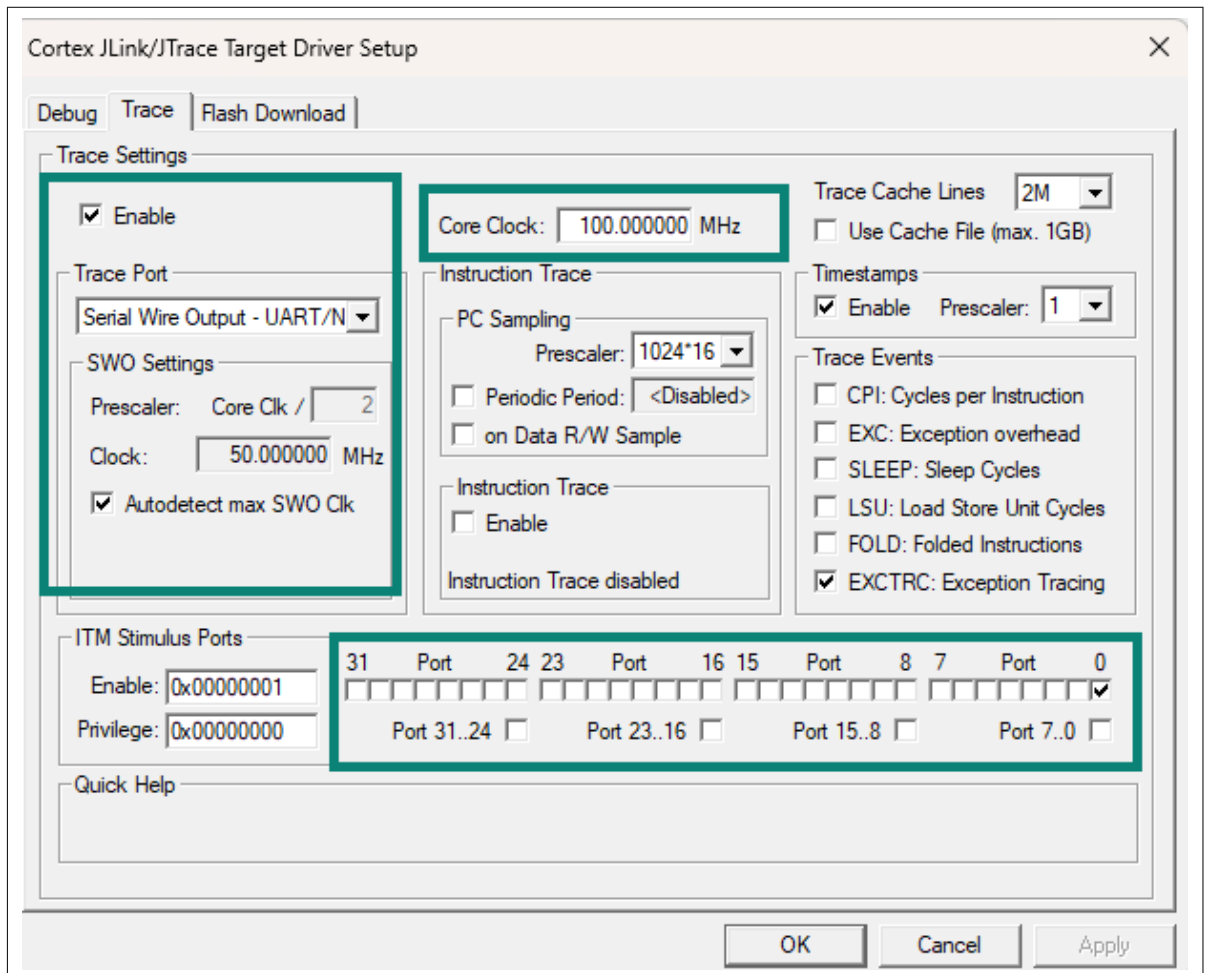 Cortex JLink/JTrace Target Driver Setup
Debug Trace Flash Download
Trace Settings
Enable
Trace Port
Serial Wire Output - UART/N
SWO Settings
Prescaler: Core Clk / 2
Clock: 50.000000 MHz
Autodetect max SWO Clk
Core Clock: 100.000000 MHz
Instruction Trace
PC Sampling
Prescaler: 1024*16
Periodic Period: <Disabled>
on Data R/W Sample
Instruction Trace
Enable
Instruction Trace disabled
Trace Cache Lines 2M
Use Cache File (max. 1GB)
Timestamps
Enable Prescaler: 1
Trace Events
CPI: Cycles per Instruction
EXC: Exception overhead
SLEEP: Sleep Cycles
LSU: Load Store Unit Cycles
FOLD: Folded Instructions
EXCTRC: Exception Tracing
ITM Stimulus Ports
Enable: 0x00000001
Privilege: 0x00000000
31 Port 24 23 Port 16 15 Port 8 7 Port 0
Port 31..24 Port 23..16 Port 15..8 Port 7..0
Quick Help
OK Cancel Apply